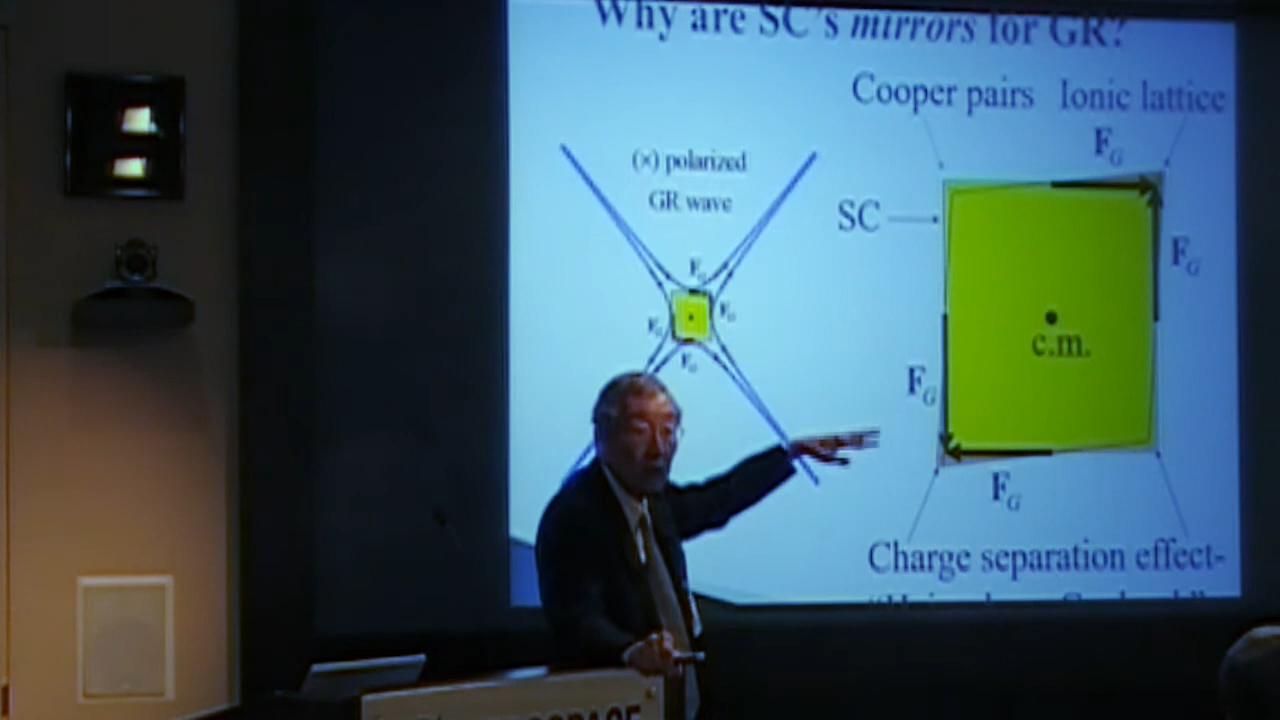 Why are SC's mirrors for GR?
Cooper pairs Ionic lattice
(×) polarized
GR wave
SC
F_G
F_G
F_G
F_G
F_G
F_G
F_G
F_G
c.m.
Charge separation effect-